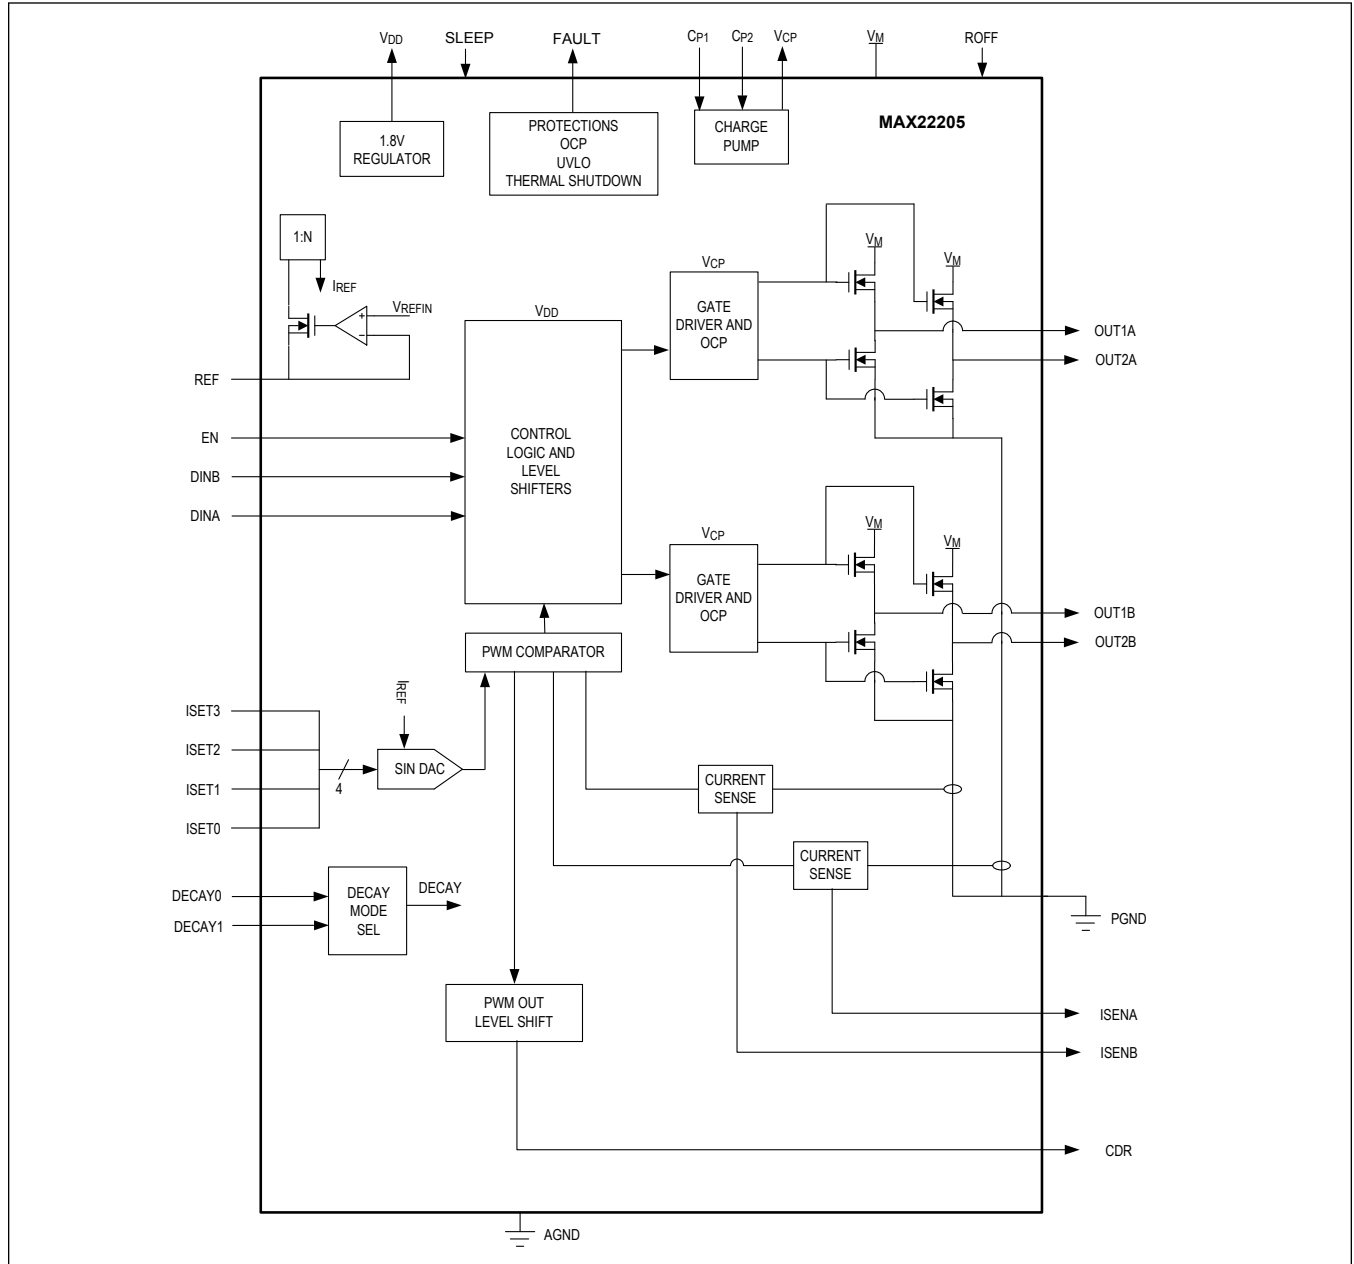 VDD
SLEEP
FAULT
CP1
CP2
VCP
VM
ROFF
MAX22205
1.8V
REGULATOR
PROTECTIONS
OCP
UVLO
THERMAL SHUTDOWN
CHARGE
PUMP
1:N
IREF
VREFIN
+
−
REF
EN
DINB
DINA
VDD
CONTROL
LOGIC AND
LEVEL
SHIFTERS
VCP
GATE
DRIVER AND
OCP
VM
VM
OUT1A
OUT2A
VCP
GATE
DRIVER AND
OCP
VM
VM
OUT1B
OUT2B
PWM COMPARATOR
IREF
ISET3
ISET2
ISET1
ISET0
4
SIN DAC
CURRENT
SENSE
CURRENT
SENSE
DECAY0
DECAY1
DECAY
MODE
SEL
DECAY
PGND
PWM OUT
LEVEL SHIFT
ISENA
ISENB
CDR
AGND